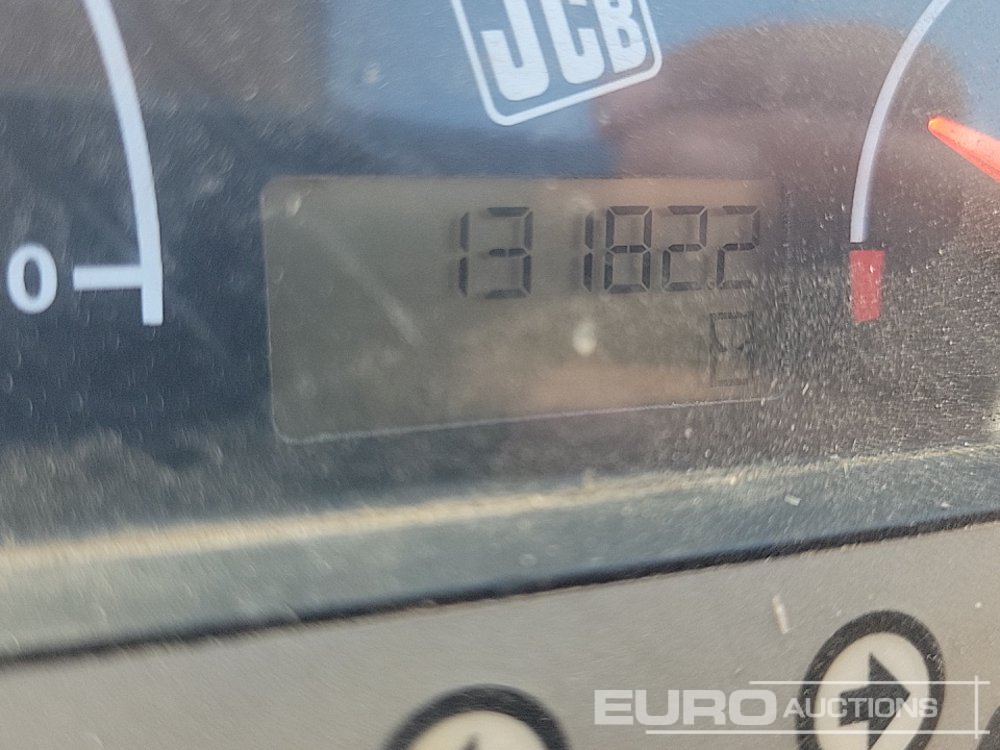 JCB
131822
0
EURO
AUCTIONS